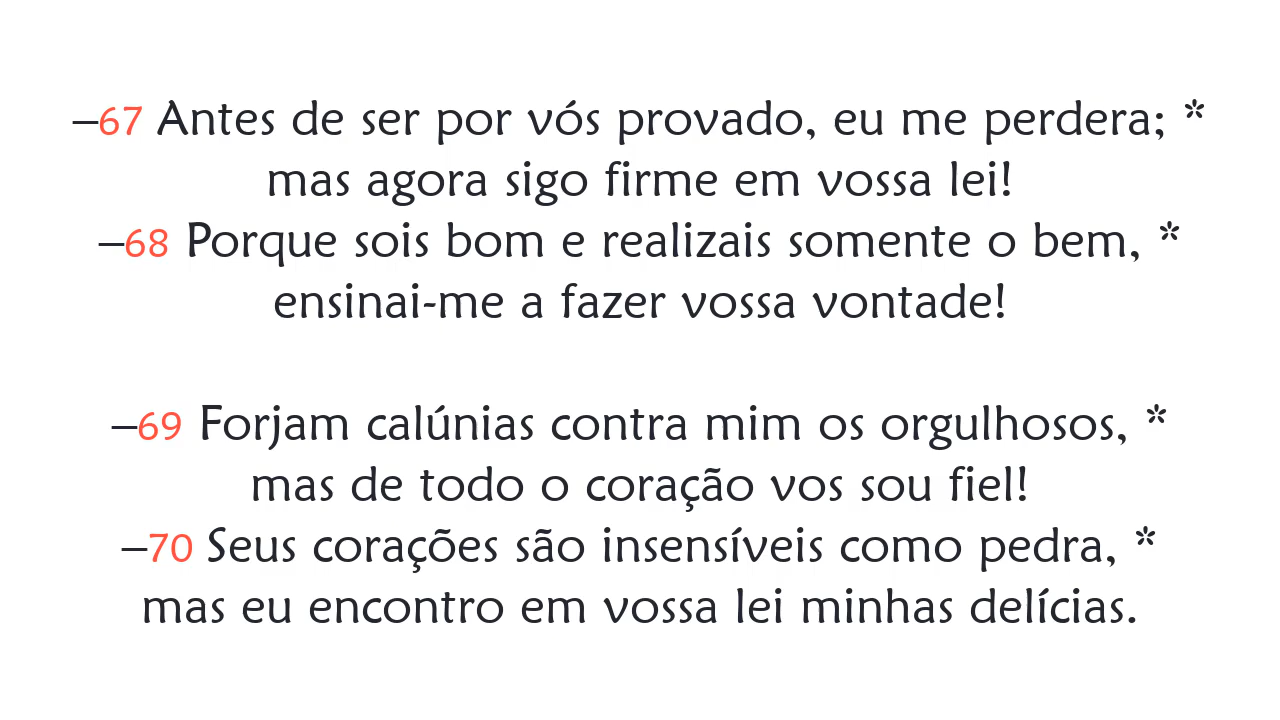 –67 Antes de ser por vós provado, eu me perdera; *
mas agora sigo firme em vossa lei!
–68 Porque sois bom e realizais somente o bem, *
ensinai-me a fazer vossa vontade!
–69 Forjam calúnias contra mim os orgulhosos, *
mas de todo o coração vos sou fiel!
–70 Seus corações são insensíveis como pedra, *
mas eu encontro em vossa lei minhas delícias.